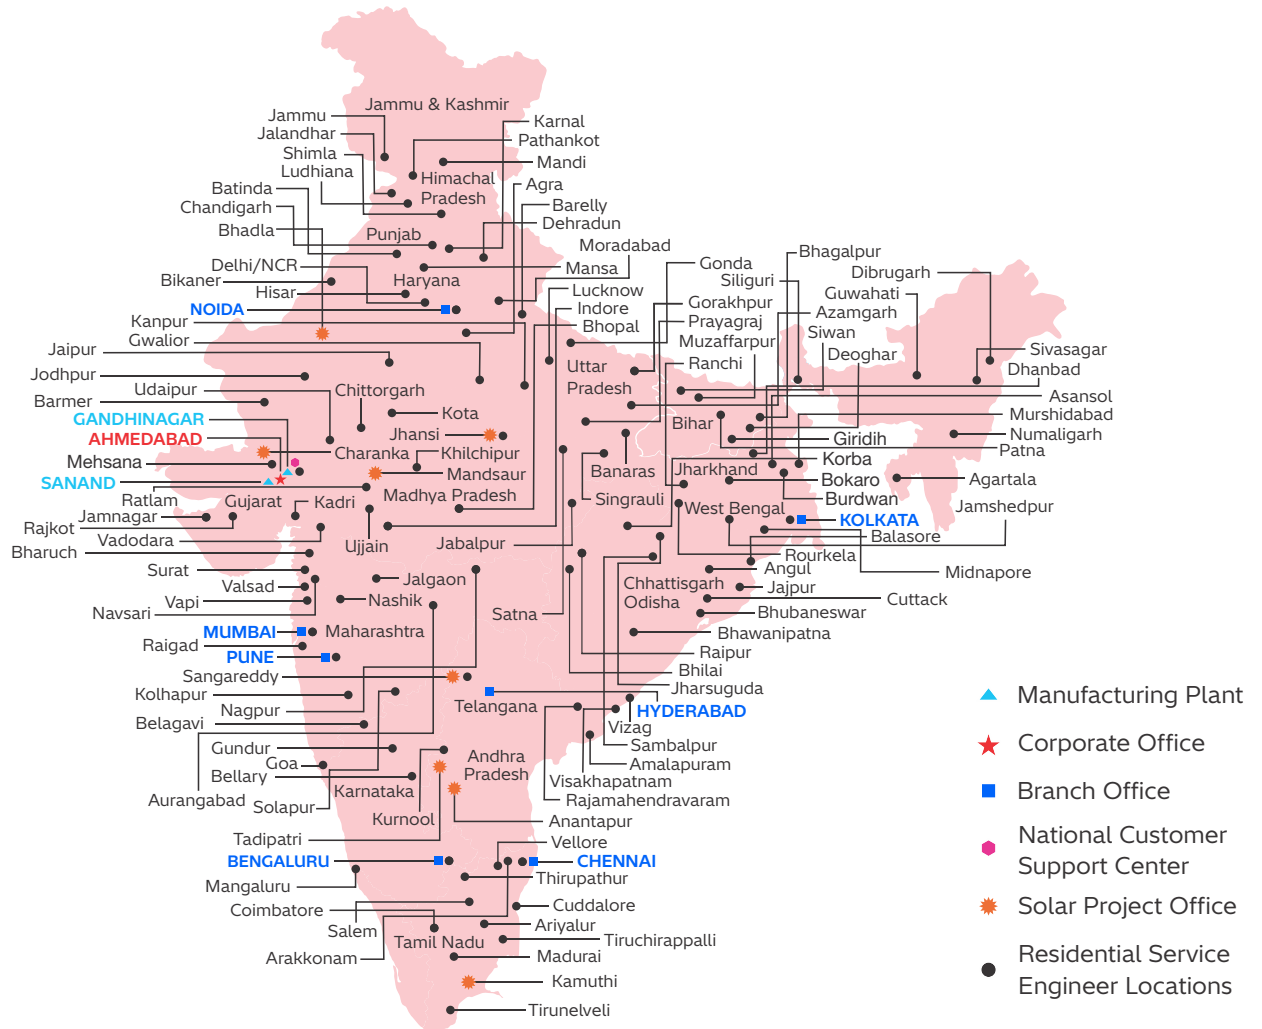 Jammu & Kashmir
Jammu
Karnal
Jalandhar
Pathankot
Shimla
Mandi
Ludhiana
Himachal
Pradesh
Agra
Batinda
Chandigarh
Barelly
Dehradun
Bhadla
Punjab
Moradabad
Bhagalpur
Delhi/NCR
Mansa
Gonda
Dibrugarh
Bikaner
Haryana
Siliguri
Hisar
Lucknow
Guwahati
NOIDA
Indore
Gorakhpur
Azamgarh
Kanpur
Bhopal
Prayagraj
Siwan
Gwalior
Muzaffarpur
Jaipur
Deoghar
Sivasagar
Uttar
Pradesh
Ranchi
Dhanbad
Jodhpur
Udaipur
Chittorgarh
Asansol
Barmer
GANDHINAGAR
Kota
Murshidabad
AHMEDABAD
Jhansi
Bihar
Giridih
Numaligarh
Charanka
Khilchipur
Patna
Mehsana
Mandsaur
Banaras
Jharkhand
Korba
SANAND
Bokaro
Agartala
Ratlam
Gujarat
Kadri
Madhya Pradesh
Singrauli
Burdwan
Jamnagar
West Bengal
Jamshedpur
Rajkot
KOLKATA
Vadodara
Ujjain
Jabalpur
Balasore
Bharuch
Rourkela
Surat
Jalgaon
Angul
Midnapore
Valsad
Chhattisgarh
Odisha
Jajpur
Vapi
Nashik
Cuttack
Navsari
Satna
Bhubaneswar
MUMBAI
Maharashtra
Bhawanipatna
Raigad
PUNE
Raipur
Sangareddy
Bhilai
Kolhapur
Jharsuguda
Nagpur
Telangana
HYDERABAD
Belagavi
Vizag
Gundur
Sambalpur
Goa
Andhra
Pradesh
Amalapuram
Bellary
Karnataka
Visakhapatnam
Aurangabad
Solapur
Rajamahendravaram
Kurnool
Anantapur
Tadipatri
Vellore
BENGALURU
CHENNAI
Mangaluru
Thirupathur
Coimbatore
Cuddalore
Salem
Ariyalur
Tamil Nadu
Tiruchirappalli
Arakkonam
Madurai
Kamuthi
Tirunelveli
Manufacturing Plant
Corporate Office
Branch Office
National Customer
Support Center
Solar Project Office
Residential Service
Engineer Locations